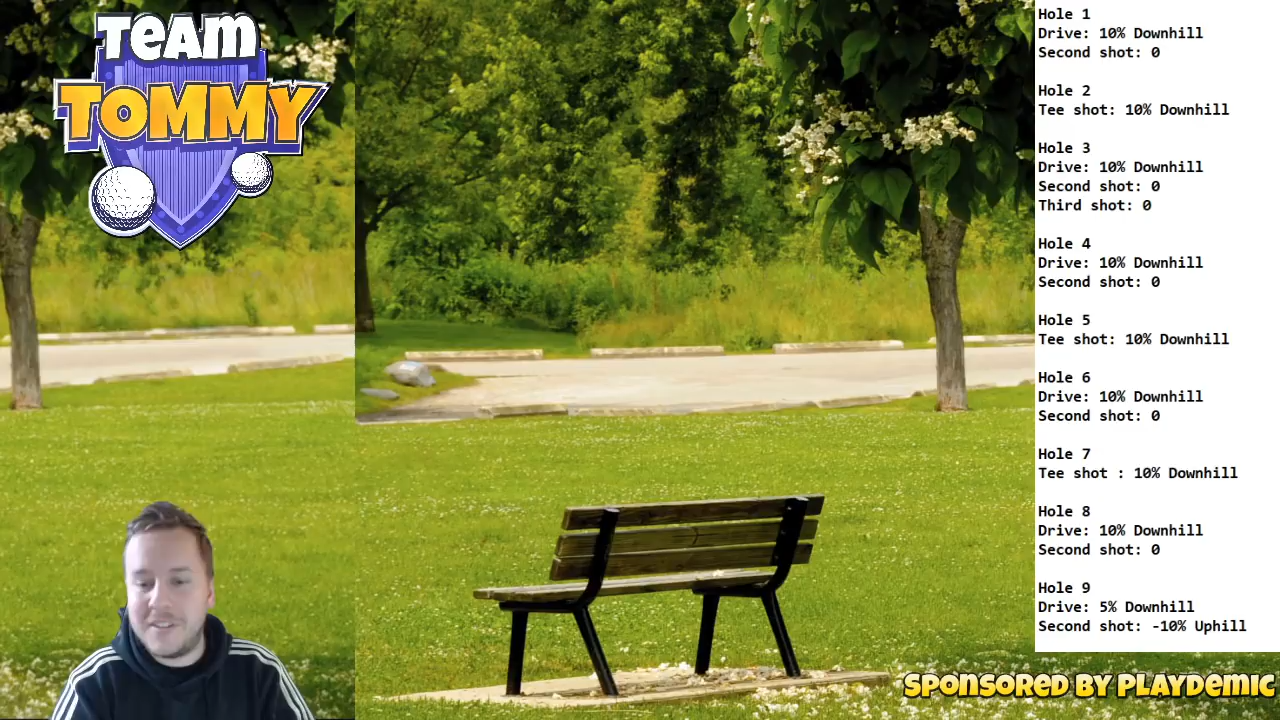 TEAM
TOMMY
Hole 1
Drive: 10% Downhill
Second shot: 0
Hole 2
Tee shot: 10% Downhill
Hole 3
Drive: 10% Downhill
Second shot: 0
Third shot: 0
Hole 4
Drive: 10% Downhill
Second shot: 0
Hole 5
Tee shot: 10% Downhill
Hole 6
Drive: 10% Downhill
Second shot: 0
Hole 7
Tee shot : 10% Downhill
Hole 8
Drive: 10% Downhill
Second shot: 0
Hole 9
Drive: 5% Downhill
Second shot: -10% Uphill
SPONSORED BY PLAYDEMIC